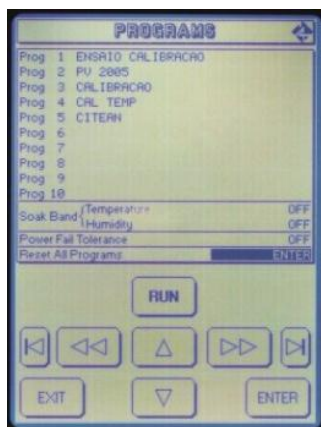 PROGRAMS
Prog 1 ENSAIO CALIBRACAO
Prog 2 PV 2005
Prog 3 CALIBRACAO
Prog 4 CAL TEMP
Prog 5 CITEAN
Prog 6
Prog 7
Prog 8
Prog 9
Prog 10
Soak Band Temperature OFF
Humidity OFF
Power Fail Tolerance OFF
Reset All Programs ENTER
RUN
EXIT ENTER